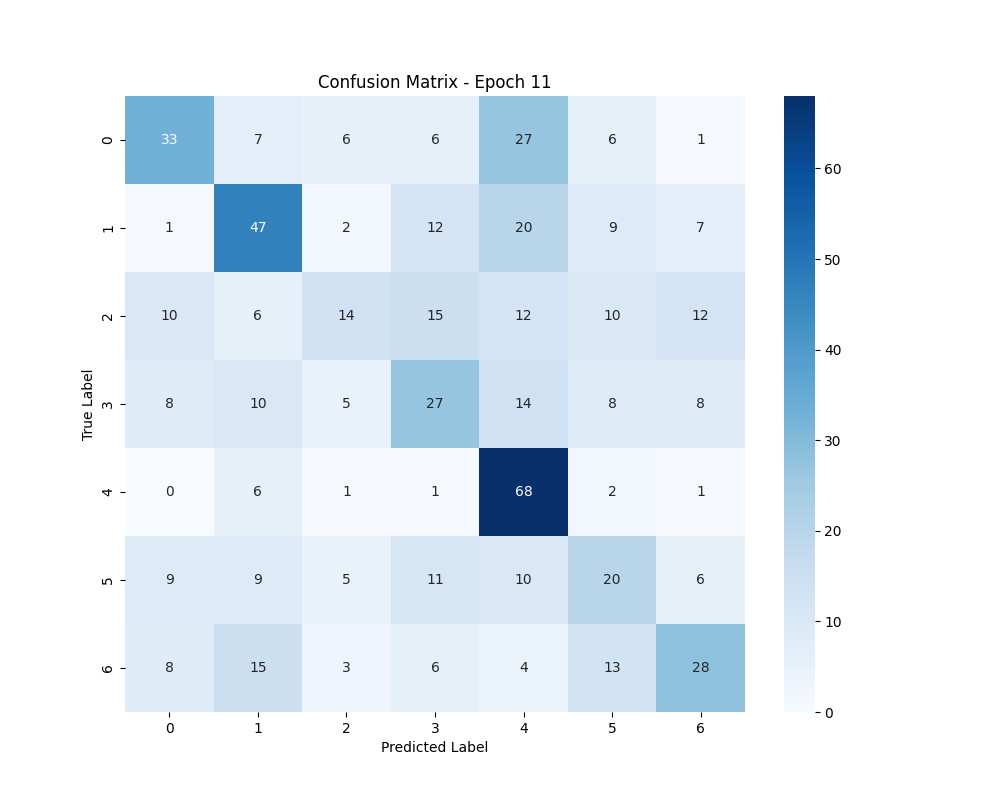 Confusion Matrix - Epoch 11
0 33 7 6 6 27 6 1
1 1 47 2 12 20 9 7
2 10 6 14 15 12 10 12
3 8 10 5 27 14 8 8
4 0 6 1 1 68 2 1
5 9 9 5 11 10 20 6
6 8 15 3 6 4 13 28
0 1 2 3 4 5 6
True Label
Predicted Label
60
50
40
30
20
10
0